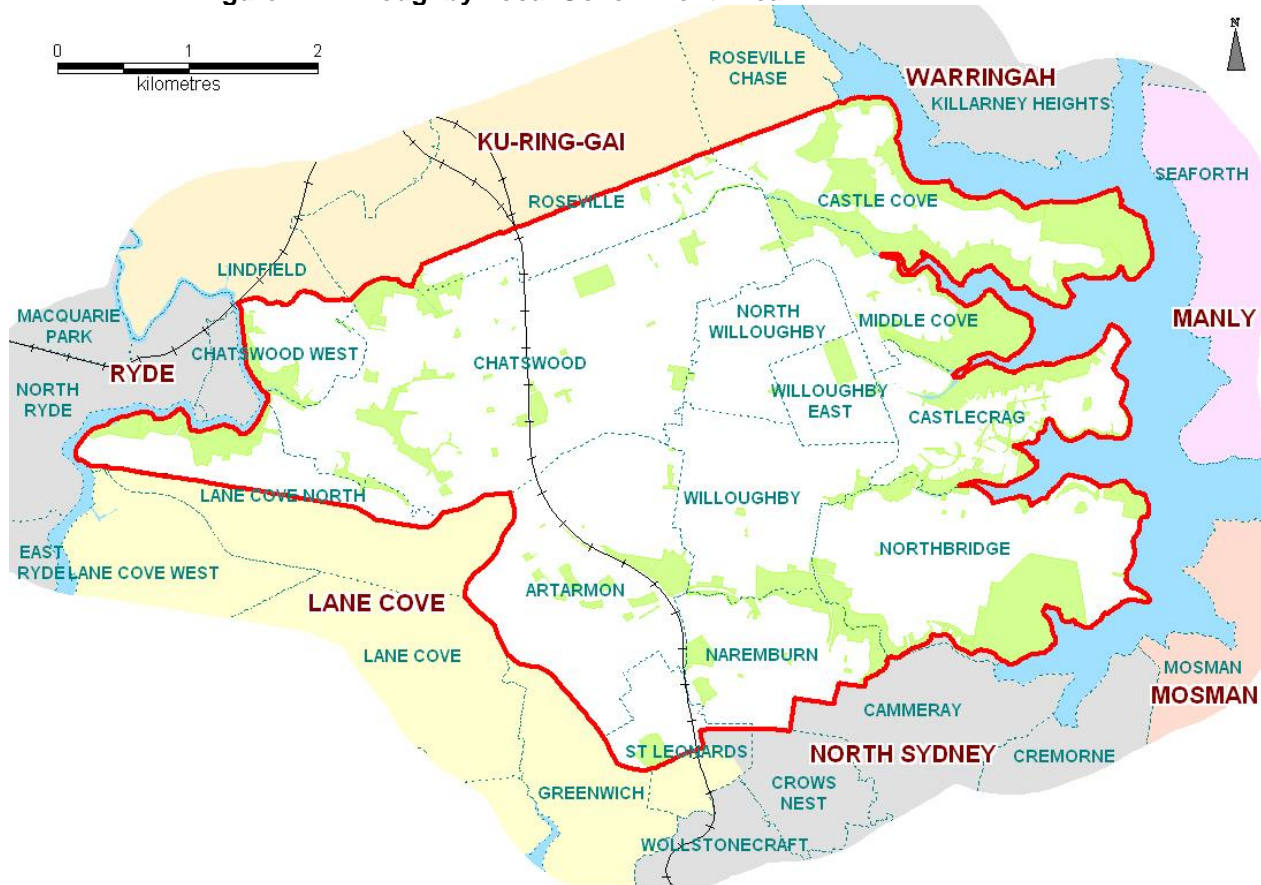 0 1 2
kilometres
N
ROSEVILLE
CHASE
WARRINGAH
KILLARNEY HEIGHTS
KU-RING-GAI
SEAFORTH
ROSEVILLE
CASTLE COVE
LINDFIELD
MACQUARIE
PARK
NORTH
WILLOUGHBY
MIDDLE COVE
MANLY
CHATSWOOD WEST
CHATSWOOD
RYDE
NORTH
RYDE
WILLOUGHBY
EAST
CASTLECRAG
LANE COVE NORTH
WILLOUGHBY
NORTHBRIDGE
EAST
RYDE
LANE COVE WEST
ARTARMON
LANE COVE
LANE COVE
NAREMBURN
MOSMAN
MOSMAN
CAMMERAY
ST LEONARDS
NORTH SYDNEY
CREMORNE
GREENWICH
CROWS
NEST
WOLLSTONECRAFT